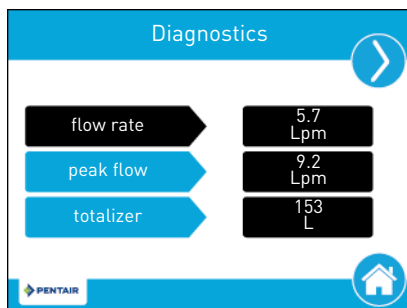 Diagnostics
flow rate
5.7
Lpm
peak flow
9.2
Lpm
totalizer
153
L
PENTAIR